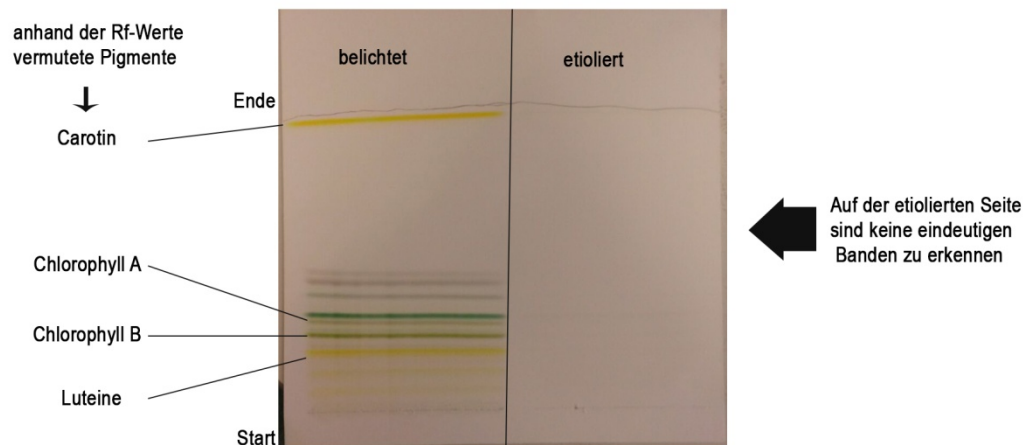 anhand der Rf-Werte
vermutete Pigmente
belichtet
etioliert
Ende
Carotin
Auf der etiolierten Seite
sind keine eindeutigen
Banden zu erkennen
Chlorophyll A
Chlorophyll B
Luteine
Start